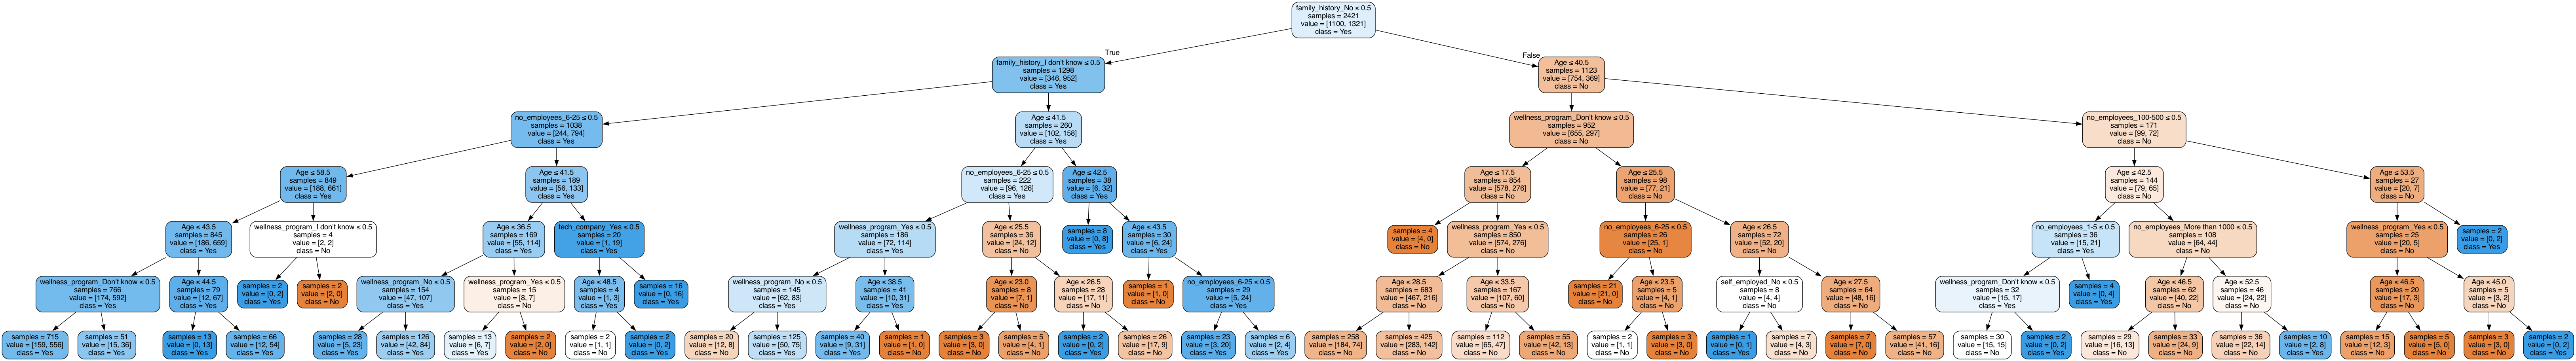 family_history_No ≤ 0.5
samples = 2421
value = [1100, 1321]
class = Yes
True
False
family_history_I don't know ≤ 0.5
samples = 1298
value = [346, 952]
class = Yes
Age ≤ 40.5
samples = 1123
value = [754, 369]
class = No
no_employees_6-25 ≤ 0.5
samples = 1038
value = [244, 794]
class = Yes
Age ≤ 41.5
samples = 260
value = [102, 158]
class = Yes
wellness_program_Don't know ≤ 0.5
samples = 952
value = [655, 297]
class = No
no_employees_100-500 ≤ 0.5
samples = 171
value = [99, 72]
class = No
Age ≤ 58.5
samples = 849
value = [188, 661]
class = Yes
Age ≤ 41.5
samples = 189
value = [56, 133]
class = Yes
no_employees_6-25 ≤ 0.5
samples = 222
value = [96, 126]
class = Yes
Age ≤ 42.5
samples = 38
value = [6, 32]
class = Yes
Age ≤ 17.5
samples = 854
value = [578, 276]
class = No
Age ≤ 25.5
samples = 98
value = [77, 21]
class = No
Age ≤ 42.5
samples = 144
value = [79, 65]
class = No
Age ≤ 53.5
samples = 27
value = [20, 7]
class = No
Age ≤ 43.5
samples = 845
value = [186, 659]
class = Yes
wellness_program_I don't know ≤ 0.5
samples = 4
value = [2, 2]
class = No
Age ≤ 36.5
samples = 169
value = [55, 114]
class = Yes
tech_company_Yes ≤ 0.5
samples = 20
value = [1, 19]
class = Yes
wellness_program_Yes ≤ 0.5
samples = 186
value = [72, 114]
class = Yes
Age ≤ 25.5
samples = 36
value = [24, 12]
class = No
samples = 8
value = [0, 8]
class = Yes
Age ≤ 43.5
samples = 30
value = [6, 24]
class = Yes
samples = 4
value = [4, 0]
class = No
wellness_program_Yes ≤ 0.5
samples = 850
value = [574, 276]
class = No
no_employees_6-25 ≤ 0.5
samples = 26
value = [25, 1]
class = No
Age ≤ 26.5
samples = 72
value = [52, 20]
class = No
no_employees_1-5 ≤ 0.5
samples = 36
value = [15, 21]
class = Yes
no_employees_More than 1000 ≤ 0.5
samples = 108
value = [64, 44]
class = No
wellness_program_Yes ≤ 0.5
samples = 25
value = [20, 5]
class = No
samples = 2
value = [0, 2]
class = Yes
wellness_program_Don't know ≤ 0.5
samples = 766
value = [174, 592]
class = Yes
Age ≤ 44.5
samples = 79
value = [12, 67]
class = Yes
samples = 2
value = [0, 2]
class = Yes
samples = 2
value = [2, 0]
class = No
wellness_program_No ≤ 0.5
samples = 154
value = [47, 107]
class = Yes
wellness_program_Yes ≤ 0.5
samples = 15
value = [8, 7]
class = No
Age ≤ 48.5
samples = 4
value = [1, 3]
class = Yes
samples = 16
value = [0, 16]
class = Yes
wellness_program_No ≤ 0.5
samples = 145
value = [62, 83]
class = Yes
Age ≤ 38.5
samples = 41
value = [10, 31]
class = Yes
Age ≤ 23.0
samples = 8
value = [7, 1]
class = No
Age ≤ 26.5
samples = 28
value = [17, 11]
class = No
samples = 1
value = [1, 0]
class = No
no_employees_6-25 ≤ 0.5
samples = 29
value = [5, 24]
class = Yes
Age ≤ 28.5
samples = 683
value = [467, 216]
class = No
Age ≤ 33.5
samples = 167
value = [107, 60]
class = No
samples = 21
value = [21, 0]
class = No
Age ≤ 23.5
samples = 5
value = [4, 1]
class = No
self_employed_No ≤ 0.5
samples = 8
value = [4, 4]
class = No
Age ≤ 27.5
samples = 64
value = [48, 16]
class = No
wellness_program_Don't know ≤ 0.5
samples = 32
value = [15, 17]
class = Yes
samples = 4
value = [0, 4]
class = Yes
Age ≤ 46.5
samples = 62
value = [40, 22]
class = No
Age ≤ 52.5
samples = 46
value = [24, 22]
class = No
Age ≤ 46.5
samples = 20
value = [17, 3]
class = No
Age ≤ 45.0
samples = 5
value = [3, 2]
class = No
samples = 715
value = [159, 556]
class = Yes
samples = 51
value = [15, 36]
class = Yes
samples = 13
value = [0, 13]
class = Yes
samples = 66
value = [12, 54]
class = Yes
samples = 28
value = [5, 23]
class = Yes
samples = 126
value = [42, 84]
class = Yes
samples = 13
value = [6, 7]
class = Yes
samples = 2
value = [2, 0]
class = No
samples = 2
value = [1, 1]
class = No
samples = 2
value = [0, 2]
class = Yes
samples = 20
value = [12, 8]
class = No
samples = 125
value = [50, 75]
class = Yes
samples = 40
value = [9, 31]
class = Yes
samples = 1
value = [1, 0]
class = No
samples = 3
value = [3, 0]
class = No
samples = 5
value = [4, 1]
class = No
samples = 2
value = [0, 2]
class = Yes
samples = 26
value = [17, 9]
class = No
samples = 23
value = [3, 20]
class = Yes
samples = 6
value = [2, 4]
class = Yes
samples = 258
value = [184, 74]
class = No
samples = 425
value = [283, 142]
class = No
samples = 112
value = [65, 47]
class = No
samples = 55
value = [42, 13]
class = No
samples = 2
value = [1, 1]
class = No
samples = 3
value = [3, 0]
class = No
samples = 1
value = [0, 1]
class = Yes
samples = 7
value = [4, 3]
class = No
samples = 7
value = [7, 0]
class = No
samples = 57
value = [41, 16]
class = No
samples = 30
value = [15, 15]
class = No
samples = 2
value = [0, 2]
class = Yes
samples = 29
value = [16, 13]
class = No
samples = 33
value = [24, 9]
class = No
samples = 36
value = [22, 14]
class = No
samples = 10
value = [2, 8]
class = Yes
samples = 15
value = [12, 3]
class = No
samples = 5
value = [5, 0]
class = No
samples = 3
value = [3, 0]
class = No
samples = 2
value = [0, 2]
class = Yes